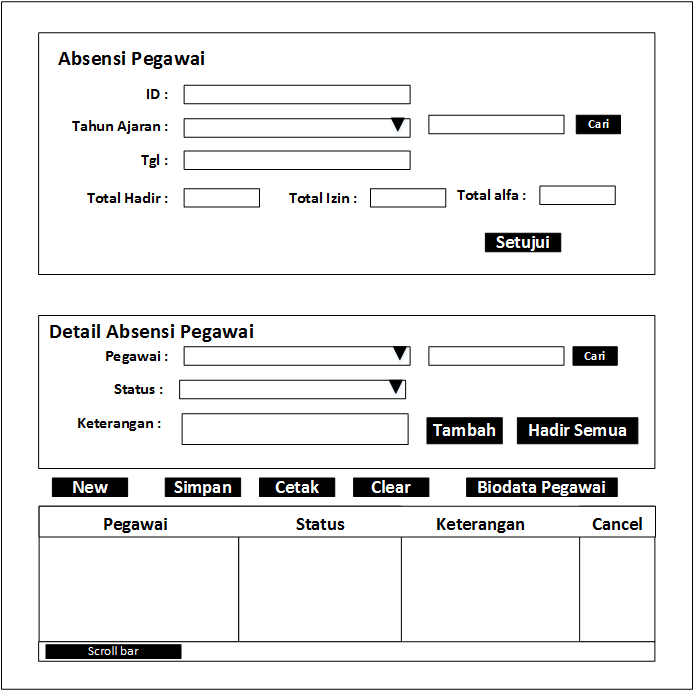 Absensi Pegawai
ID :
Tahun Ajaran : Cari
Tgl :
Total Hadir : Total Izin : Total alfa :
Setujui
Detail Absensi Pegawai
Pegawai : Cari
Status :
Keterangan : Tambah Hadir Semua
New Simpan Cetak Clear Biodata Pegawai
Pegawai Status Keterangan Cancel
Scroll bar